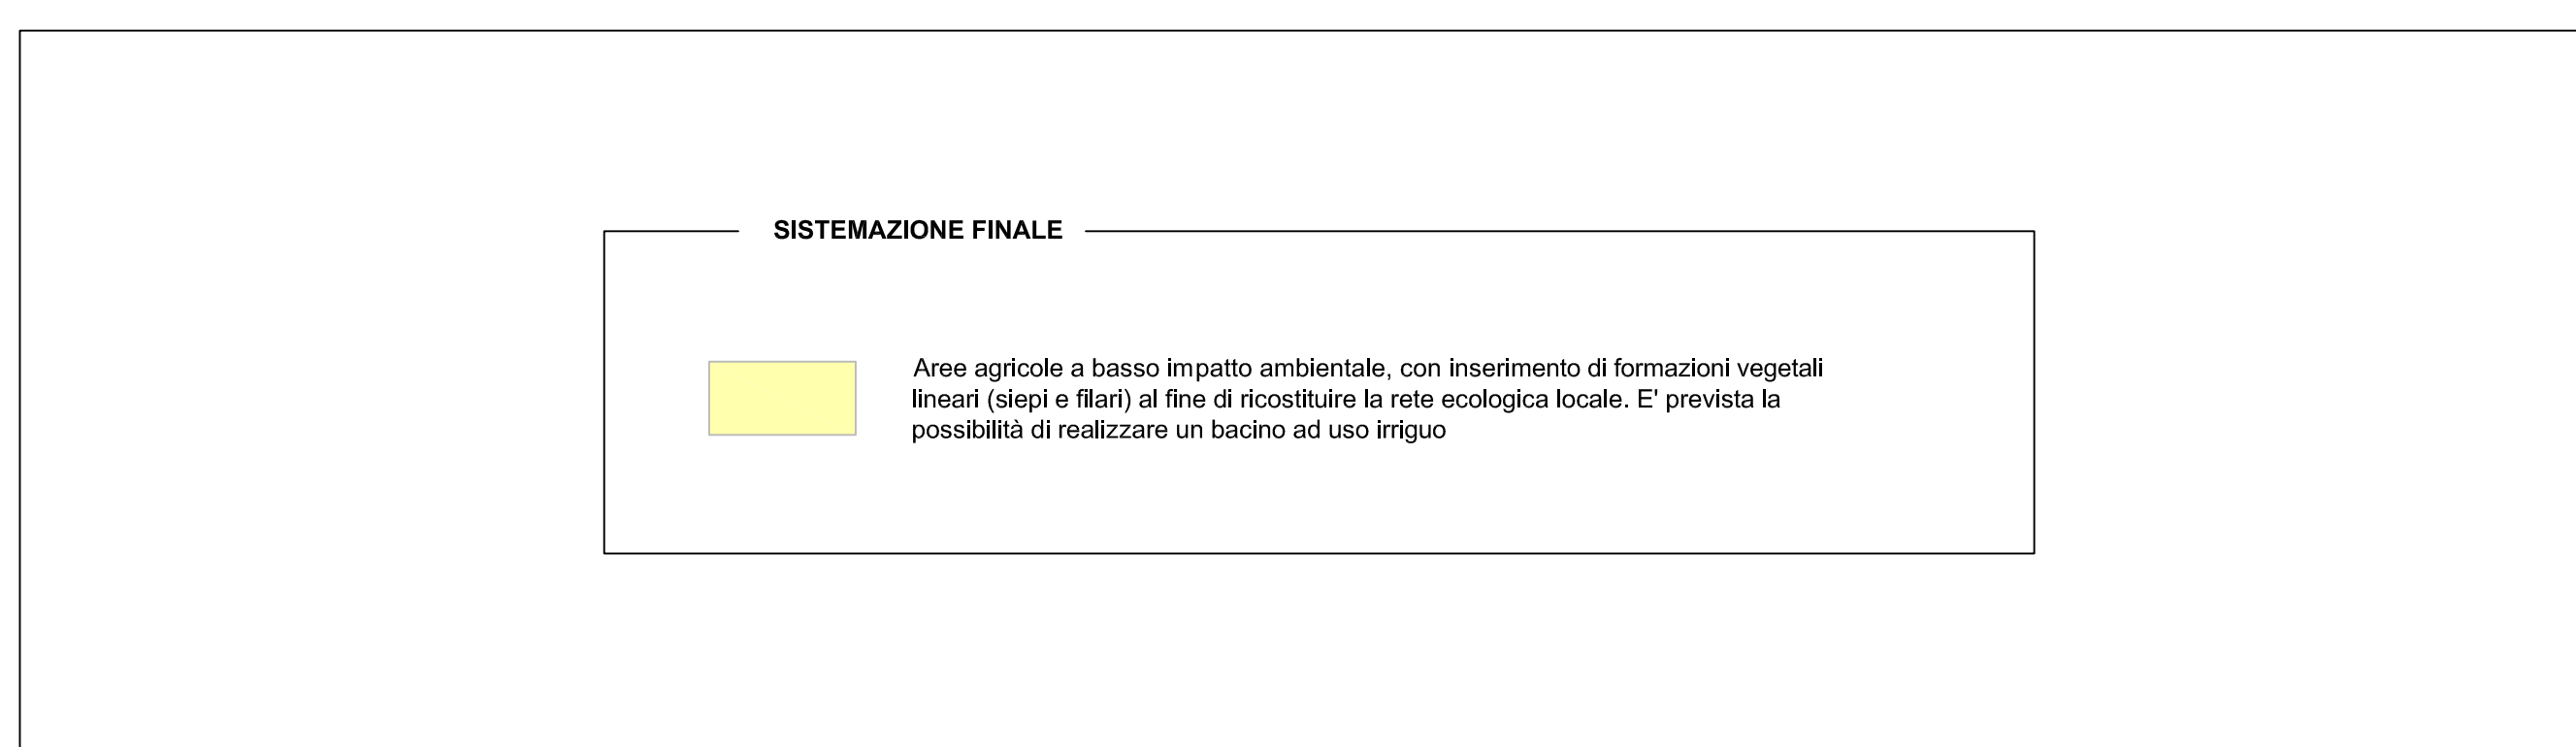 SISTEMAZIONE FINALE
Aree agricole a basso impatto ambientale, con inserimento di formazioni vegetali
lineari (siepi e filari) al fine di ricostituire la rete ecologica locale. E' prevista la
possibilità di realizzare un bacino ad uso irriguo